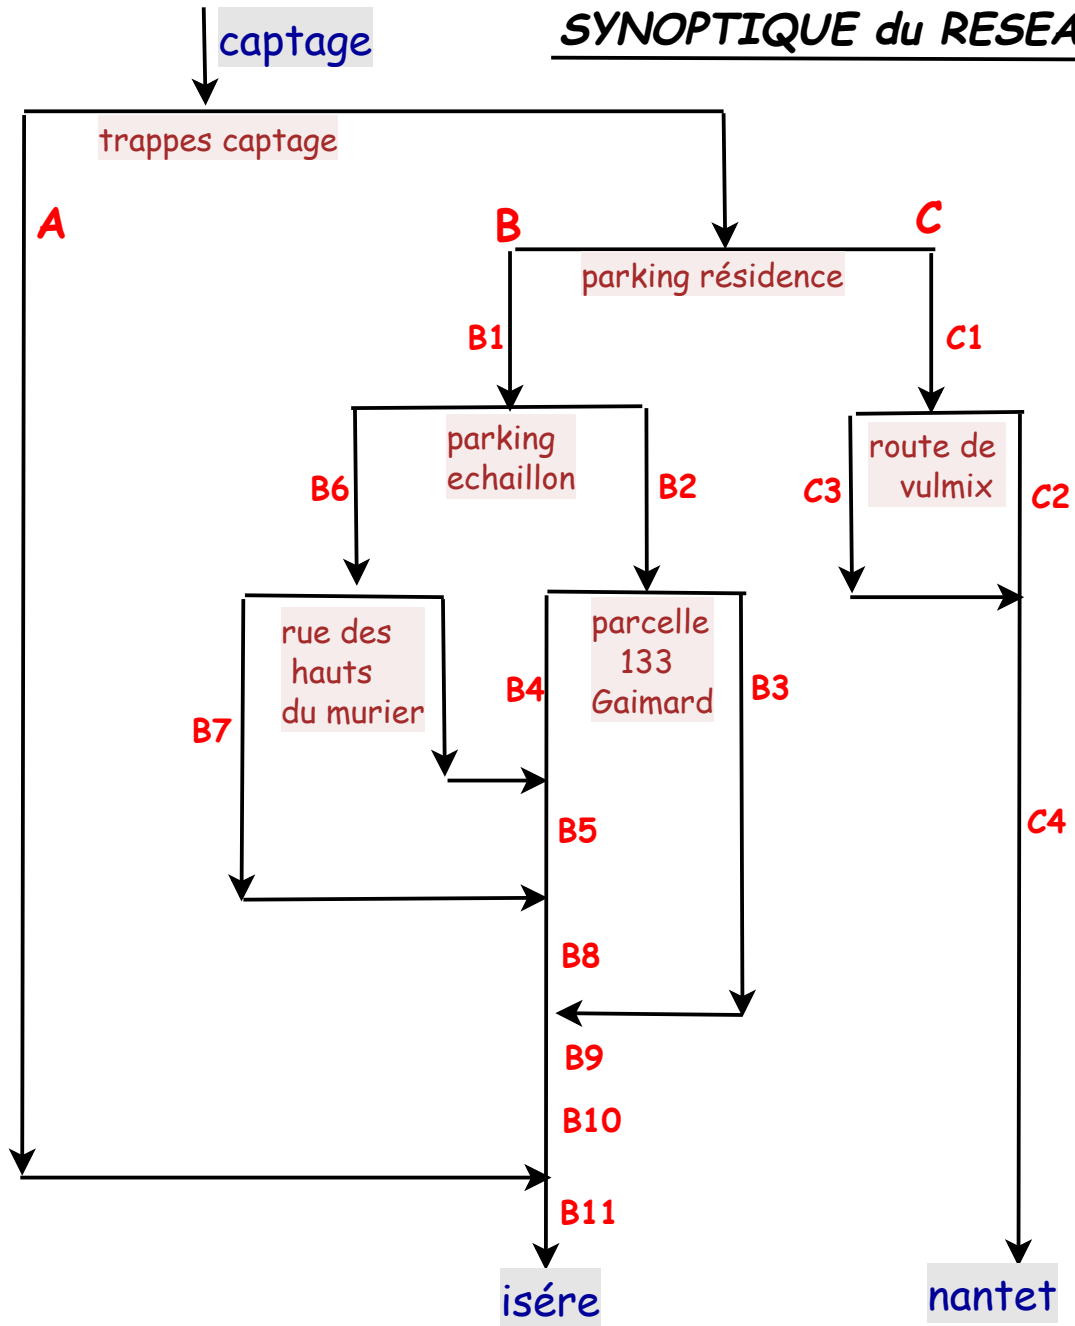 captage
SYNOPTIQUE du RESEA
trappes captage
A
B
C
parking résidence
B1
C1
parking
echaillon
route de
vulmix
B6
B2
C3
C2
rue des
hauts
du murier
parcelle
133
Gaimard
B4
B3
B7
B5
C4
B8
B9
B10
B11
isére
nantet